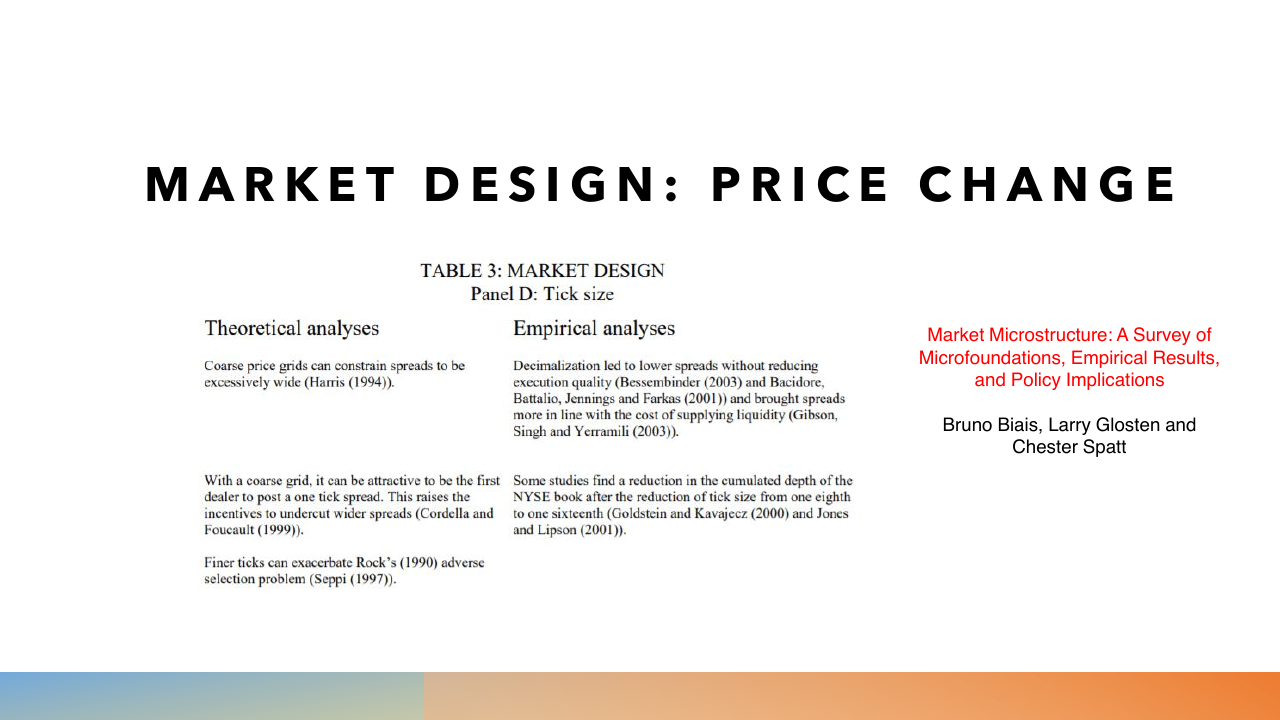 MARKET DESIGN: PRICE CHANGE
TABLE 3: MARKET DESIGN
Panel D: Tick size
Theoretical analyses
Coarse price grids can constrain spreads to be
excessively wide (Harris (1994)).
With a coarse grid, it can be attractive to be the first
dealer to post a one tick spread. This raises the
incentives to undercut wider spreads (Cordella and
Foucault (1999)).
Finer ticks can exacerbate Rock's (1990) adverse
selection problem (Seppi (1997)).
Empirical analyses
Decimalization led to lower spreads without reducing
execution quality (Bessembinder (2003) and Bacidore,
Battalio, Jennings and Farkas (2001)) and brought spreads
more in line with the cost of supplying liquidity (Gibson,
Singh and Yerramili (2003)).
Some studies find a reduction in the cumulated depth of the
NYSE book after the reduction of tick size from one eighth
to one sixteenth (Goldstein and Kavajecz (2000) and Jones
and Lipson (2001)).
Market Microstructure: A Survey of
Microfoundations, Empirical Results,
and Policy Implications
Bruno Biais, Larry Glosten and
Chester Spatt